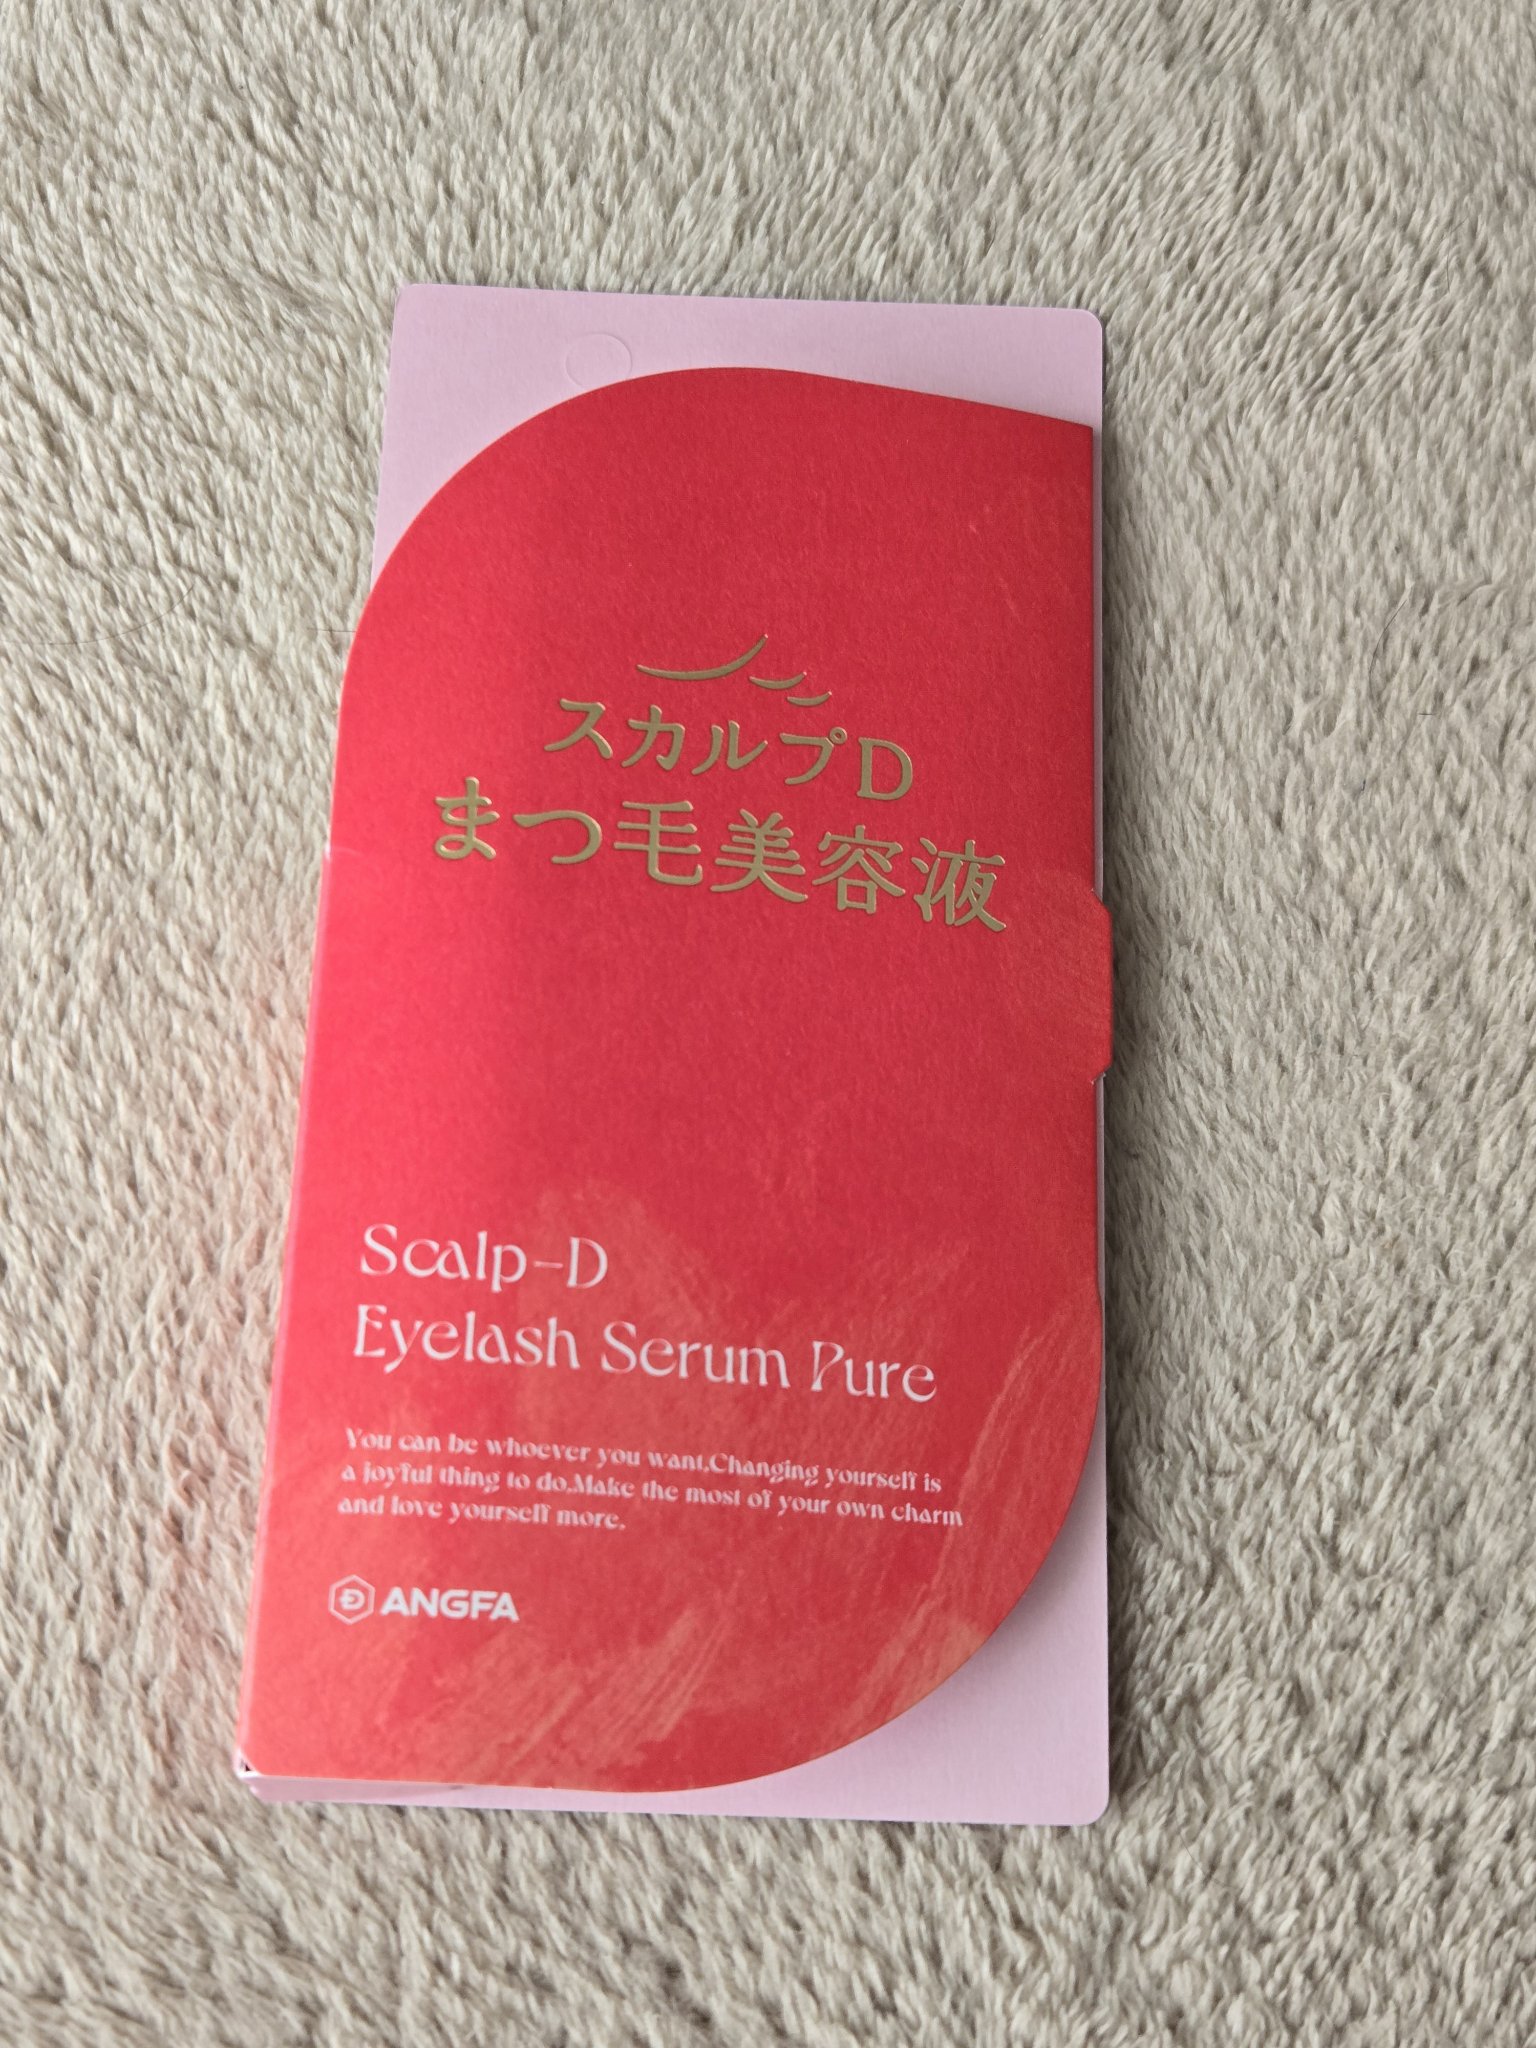 スカルプD
まつ毛美容液
Scalp-D
Eyelash Serum Pure
You can be whoever you want.Changing yourself is
a joyful thing to do.Make the most of your own charm
and love yourself more.
ANGFA